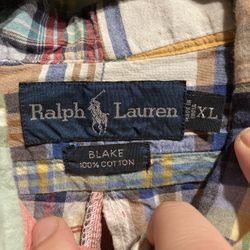 Ralph Lauren
XL
BLAKE
100% COTTON